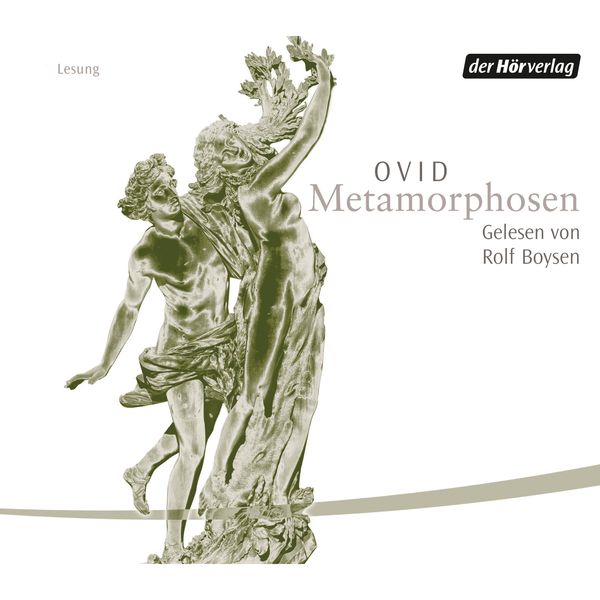 Lesung
der Hörverlag
OVID
Metamorphosen
Gelesen von
Rolf Boysen